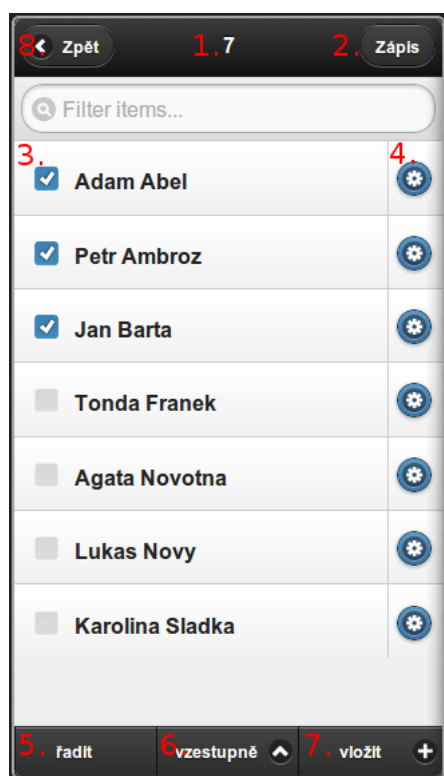 8. Zpět 1. 7 2. Zápis
Filter items...
3. 4.
Adam Abel
Petr Ambroz
Jan Barta
Tonda Franek
Agata Novotna
Lukas Novy
Karolina Sladka
5. řadit 6. vzestupně 7. vložit